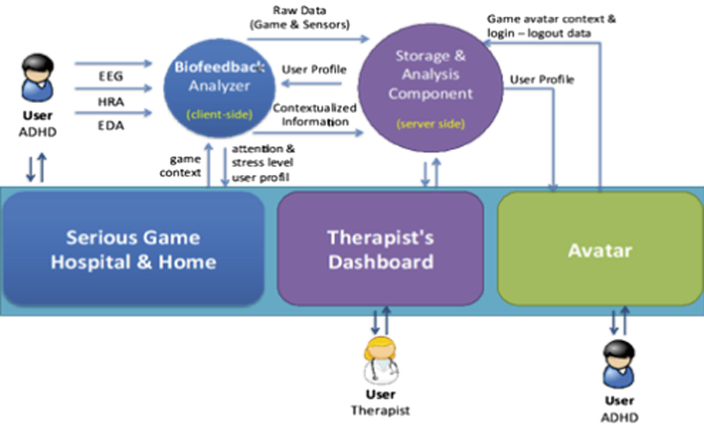 Raw Data
(Game & Sensors)
Game avatar context &
login – logout data
Biofeedback
Analyzer
(client-side)
User Profile
Storage &
Analysis
Component
(server side)
User Profile
EEG
HRA
EDA
User
ADHD
Contextualized
Information
game
context
attention &
stress level
user profil
Serious Game
Hospital & Home
Therapist's
Dashboard
Avatar
User
Therapist
User
ADHD